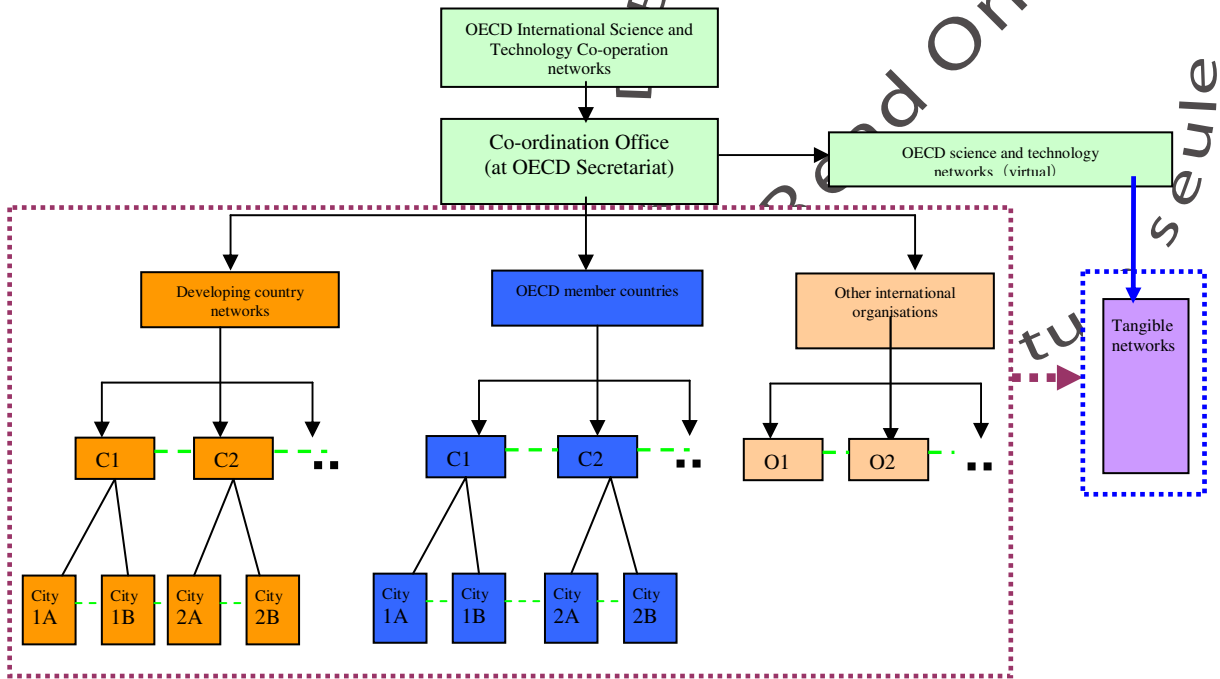 OECD International Science and
Technology Co-operation
networks
Co-ordination Office
(at OECD Secretariat)
OECD science and technology
networks (virtual)
Developing country
networks
OECD member countries
Other international
organisations
Tangible
networks
C1
C2
..
C1
C2
..
O1
O2
..
City
1A
City
1B
City
2A
City
2B
City
1A
City
1B
City
2A
City
2B
tu
seule